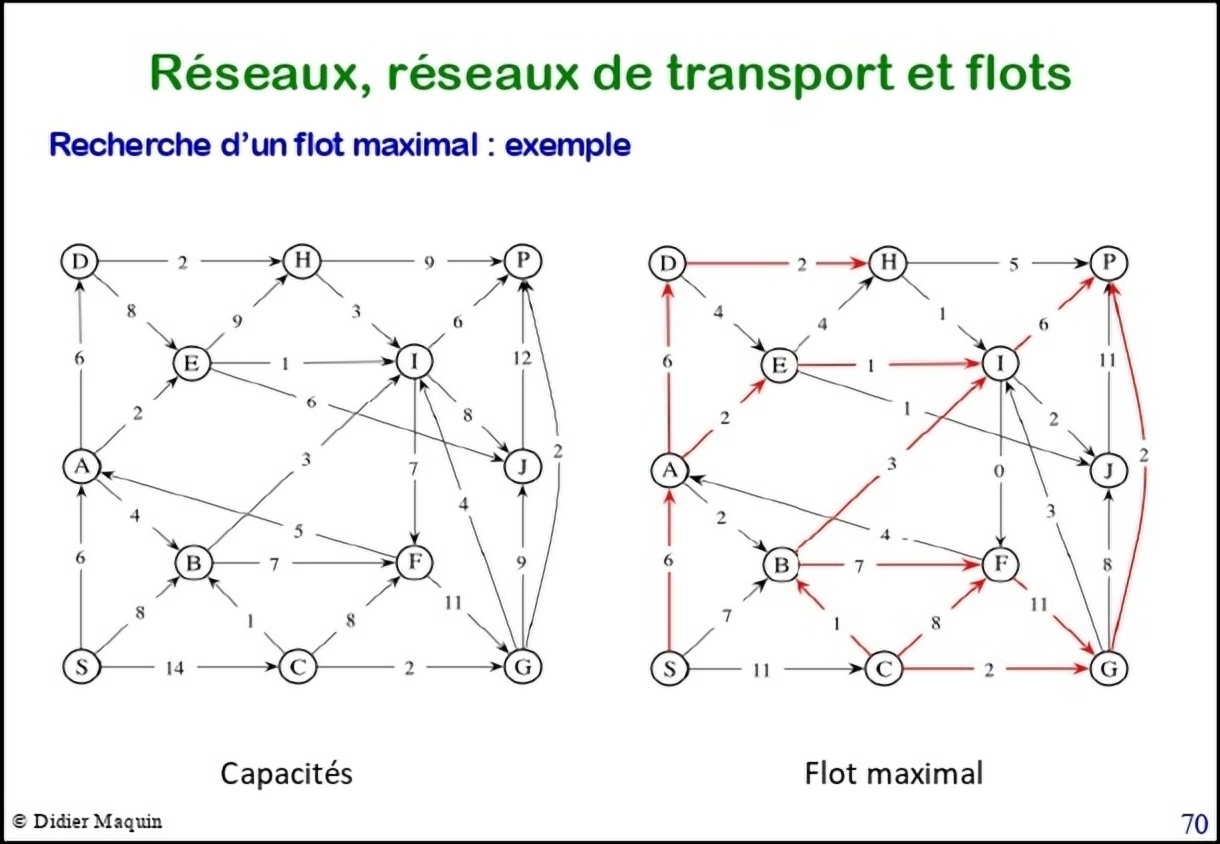 Réseaux, réseaux de transport et flots
Recherche d’un flot maximal : exemple
D 2 H 9 P
8 9 3 6
6 E 1 I 12
2 6 8
A 3 7 J 2
4 5 4
6 B 7 F 9
8 1 8 11
S 14 C 2 G
D 2 H 5 P
4 4 1 6
6 E 1 I 11
2 1 2
A 3 0 J 2
2 4 3
6 B 7 F 8
7 1 8 11
S 11 C 2 G
Capacités
Flot maximal
© Didier Maquin
70